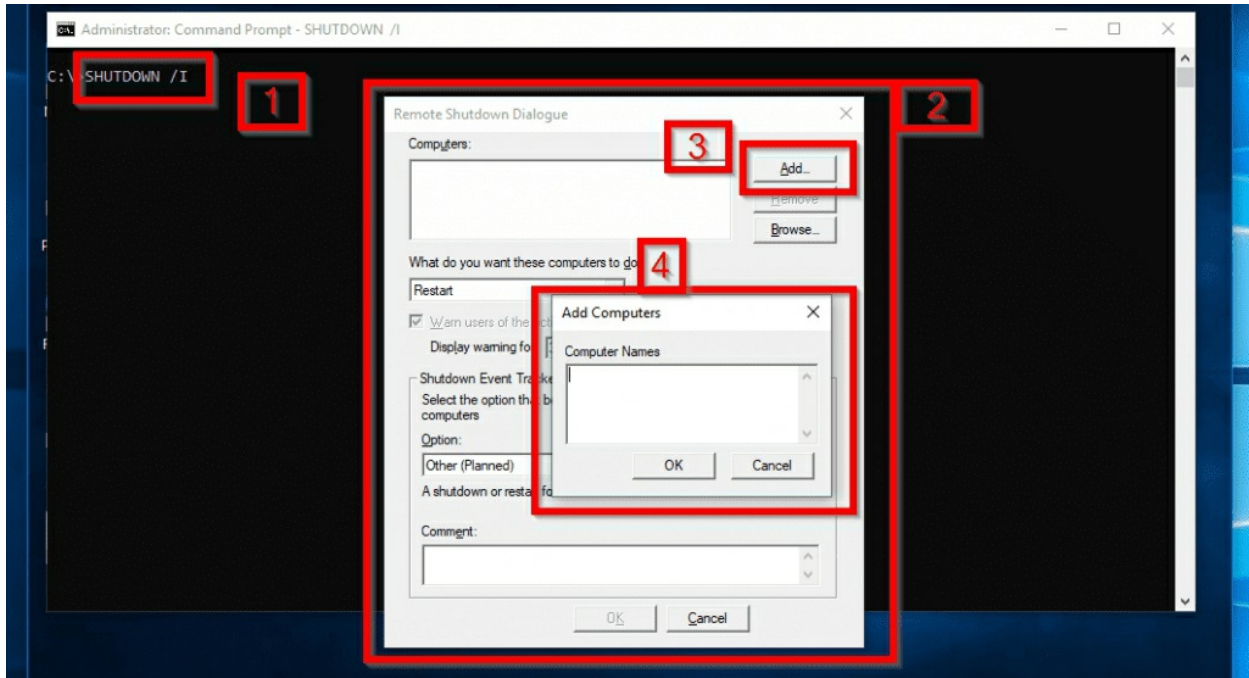 Administrator: Command Prompt - SHUTDOWN /I
C:\>SHUTDOWN /I
1
2
Remote Shutdown Dialogue
Computers:
3
Add...
Remove
Browse...
What do you want these computers to do
4
Restart
Warn users of the
Display warning fo
Add Computers
Computer Names
OK
Cancel
Shutdown Event Tracke
Select the option tha
computers
Option:
Other (Planned)
A shutdown or resta
Comment:
OK
Cancel